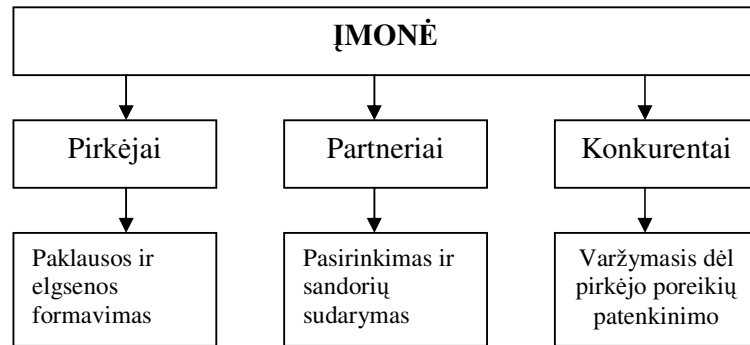 ĮMONĖ
Pirkėjai
Partneriai
Konkurentai
Paklausos ir
elgsenos
formavimas
Pasirinkimas ir
sandorių
sudarymas
Varžymasis dėl
pirkėjo poreikių
patenkinimo